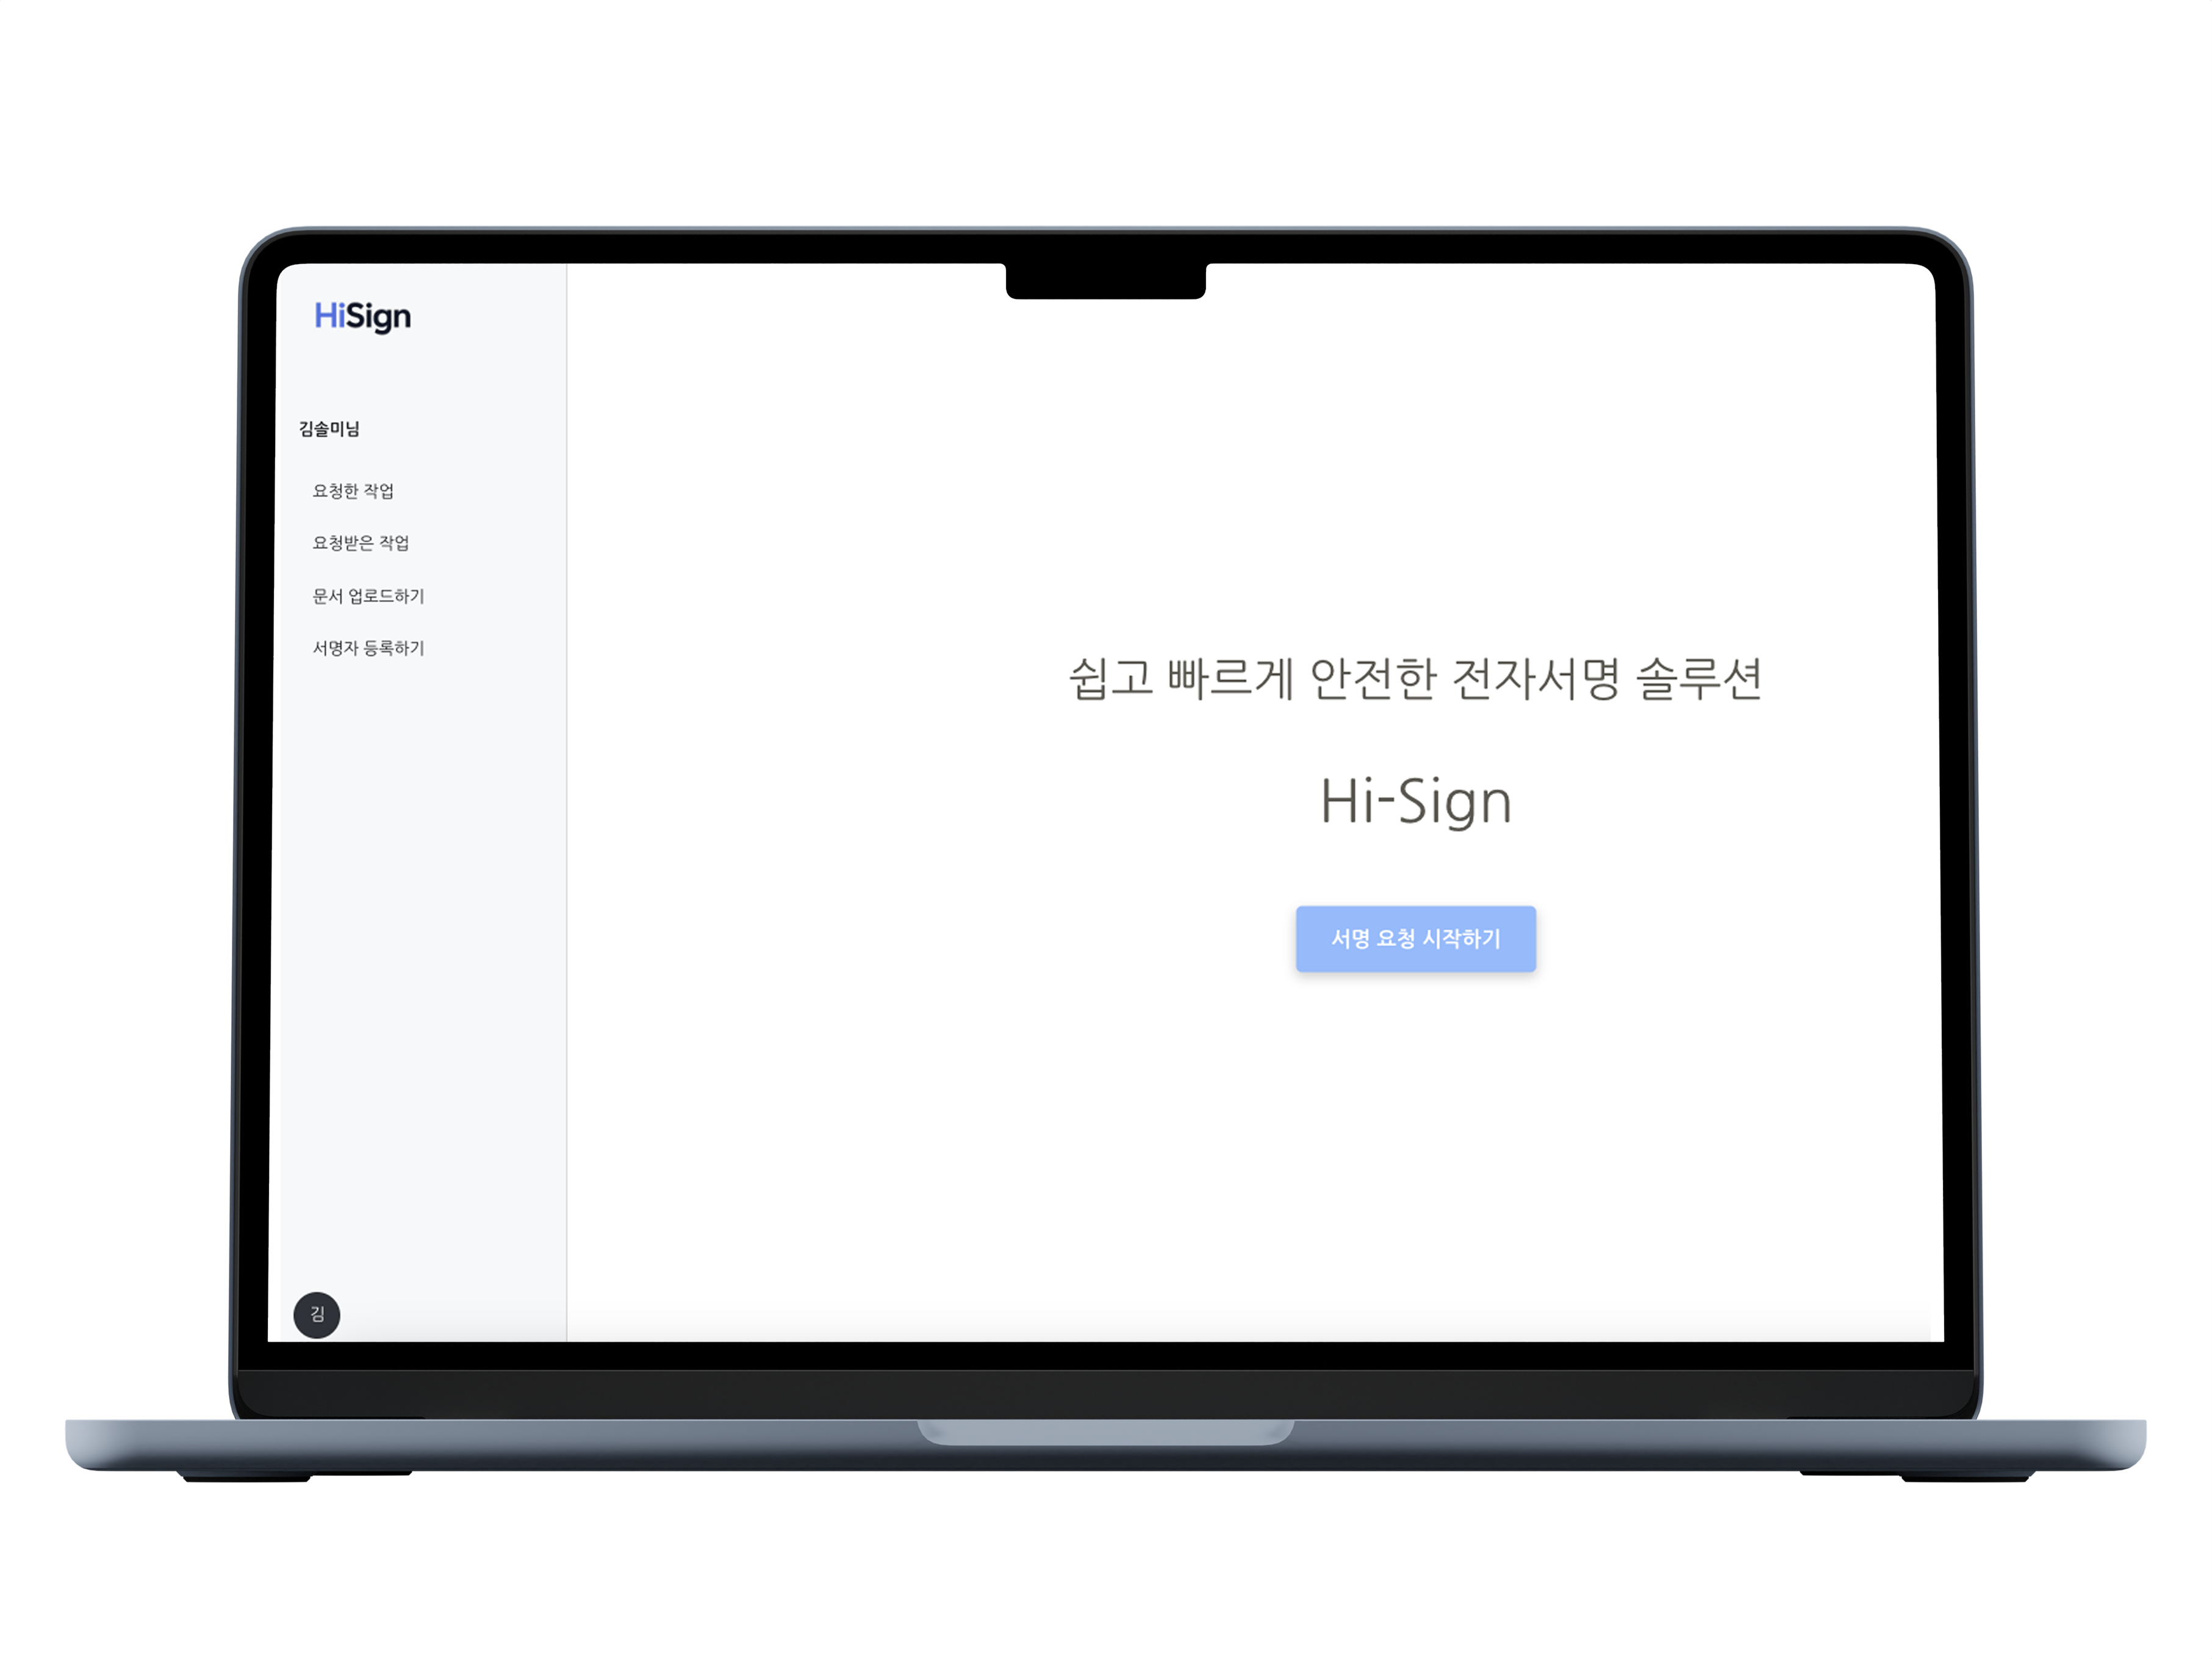 HiSign
김솔미님
요청한 작업
요청받은 작업
문서 업로드하기
서명자 등록하기
김
쉽고 빠르게 안전한 전자서명 솔루션
Hi-Sign
서명 요청 시작하기